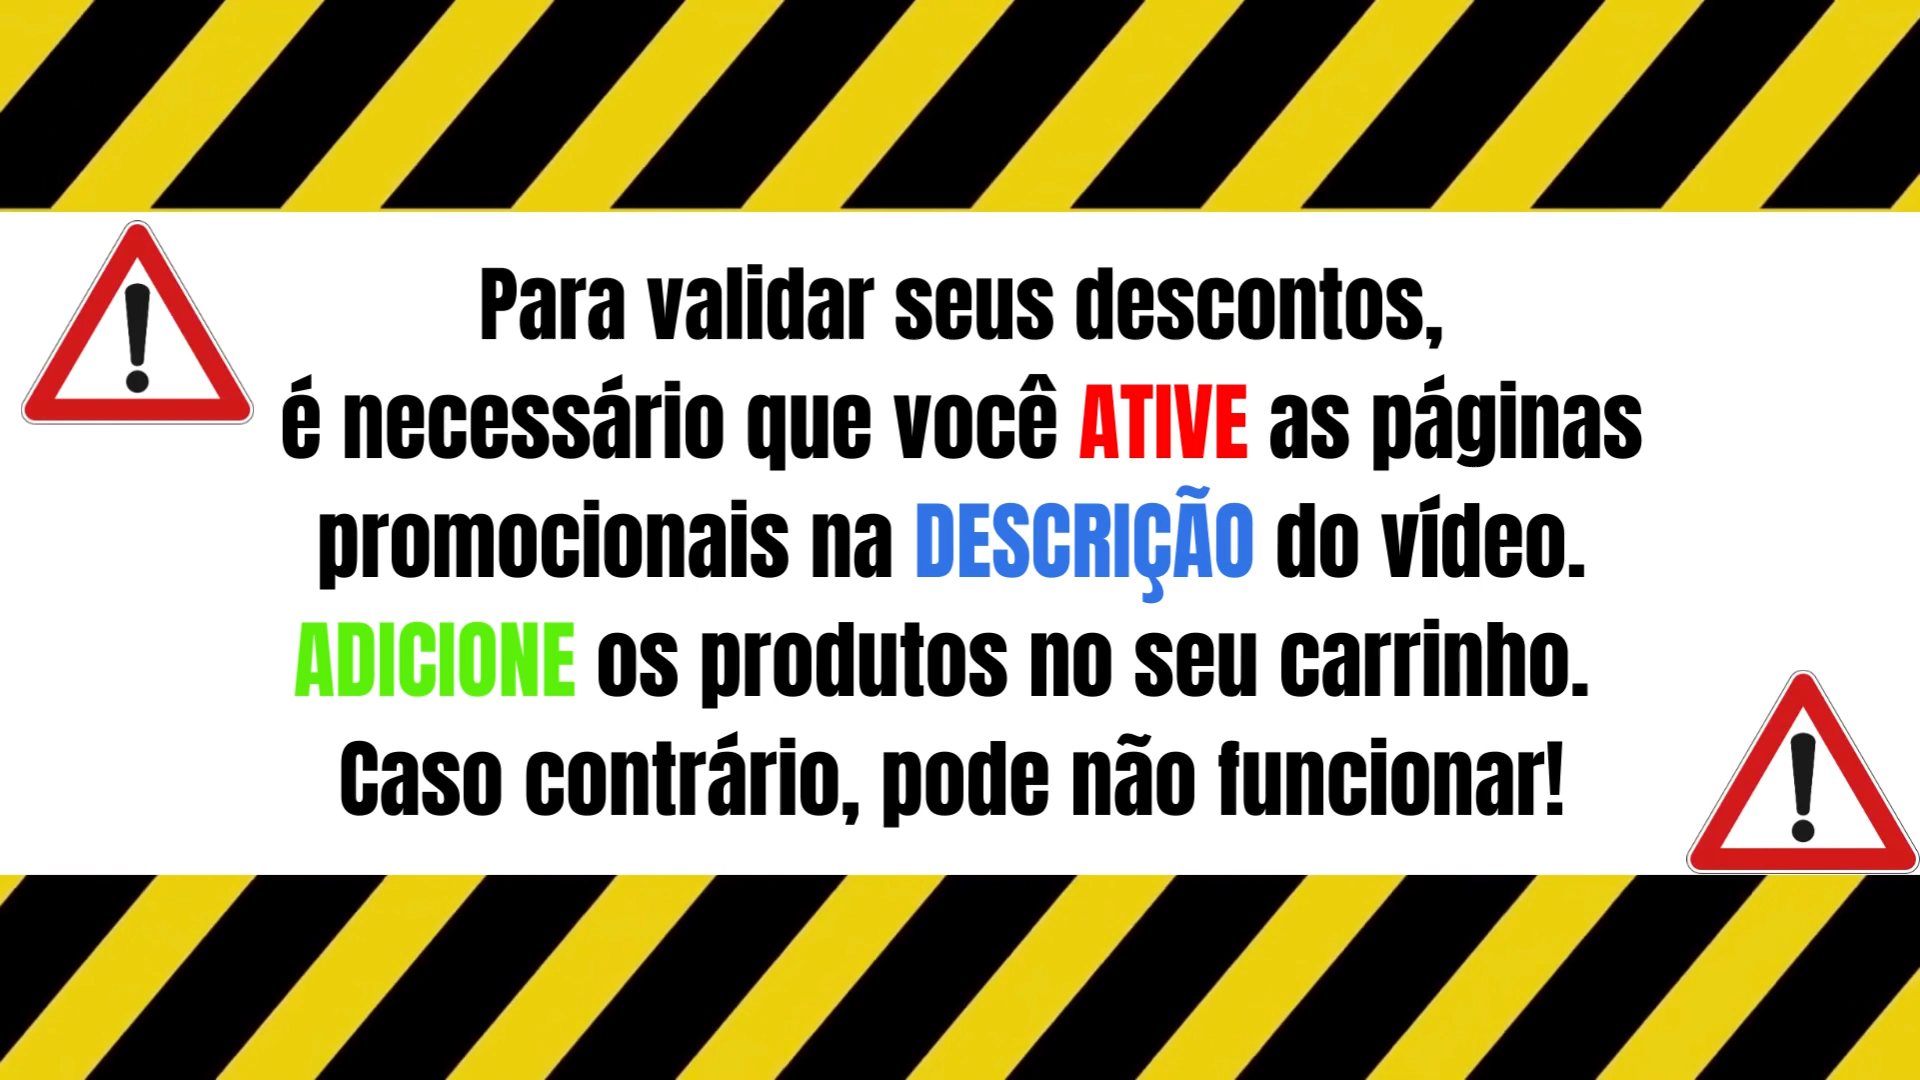 Para validar seus descontos,
é necessário que você ATIVE as páginas
promocionais na DESCRIÇÃO do vídeo.
ADICIONE os produtos no seu carrinho.
Caso contrário, pode não funcionar!